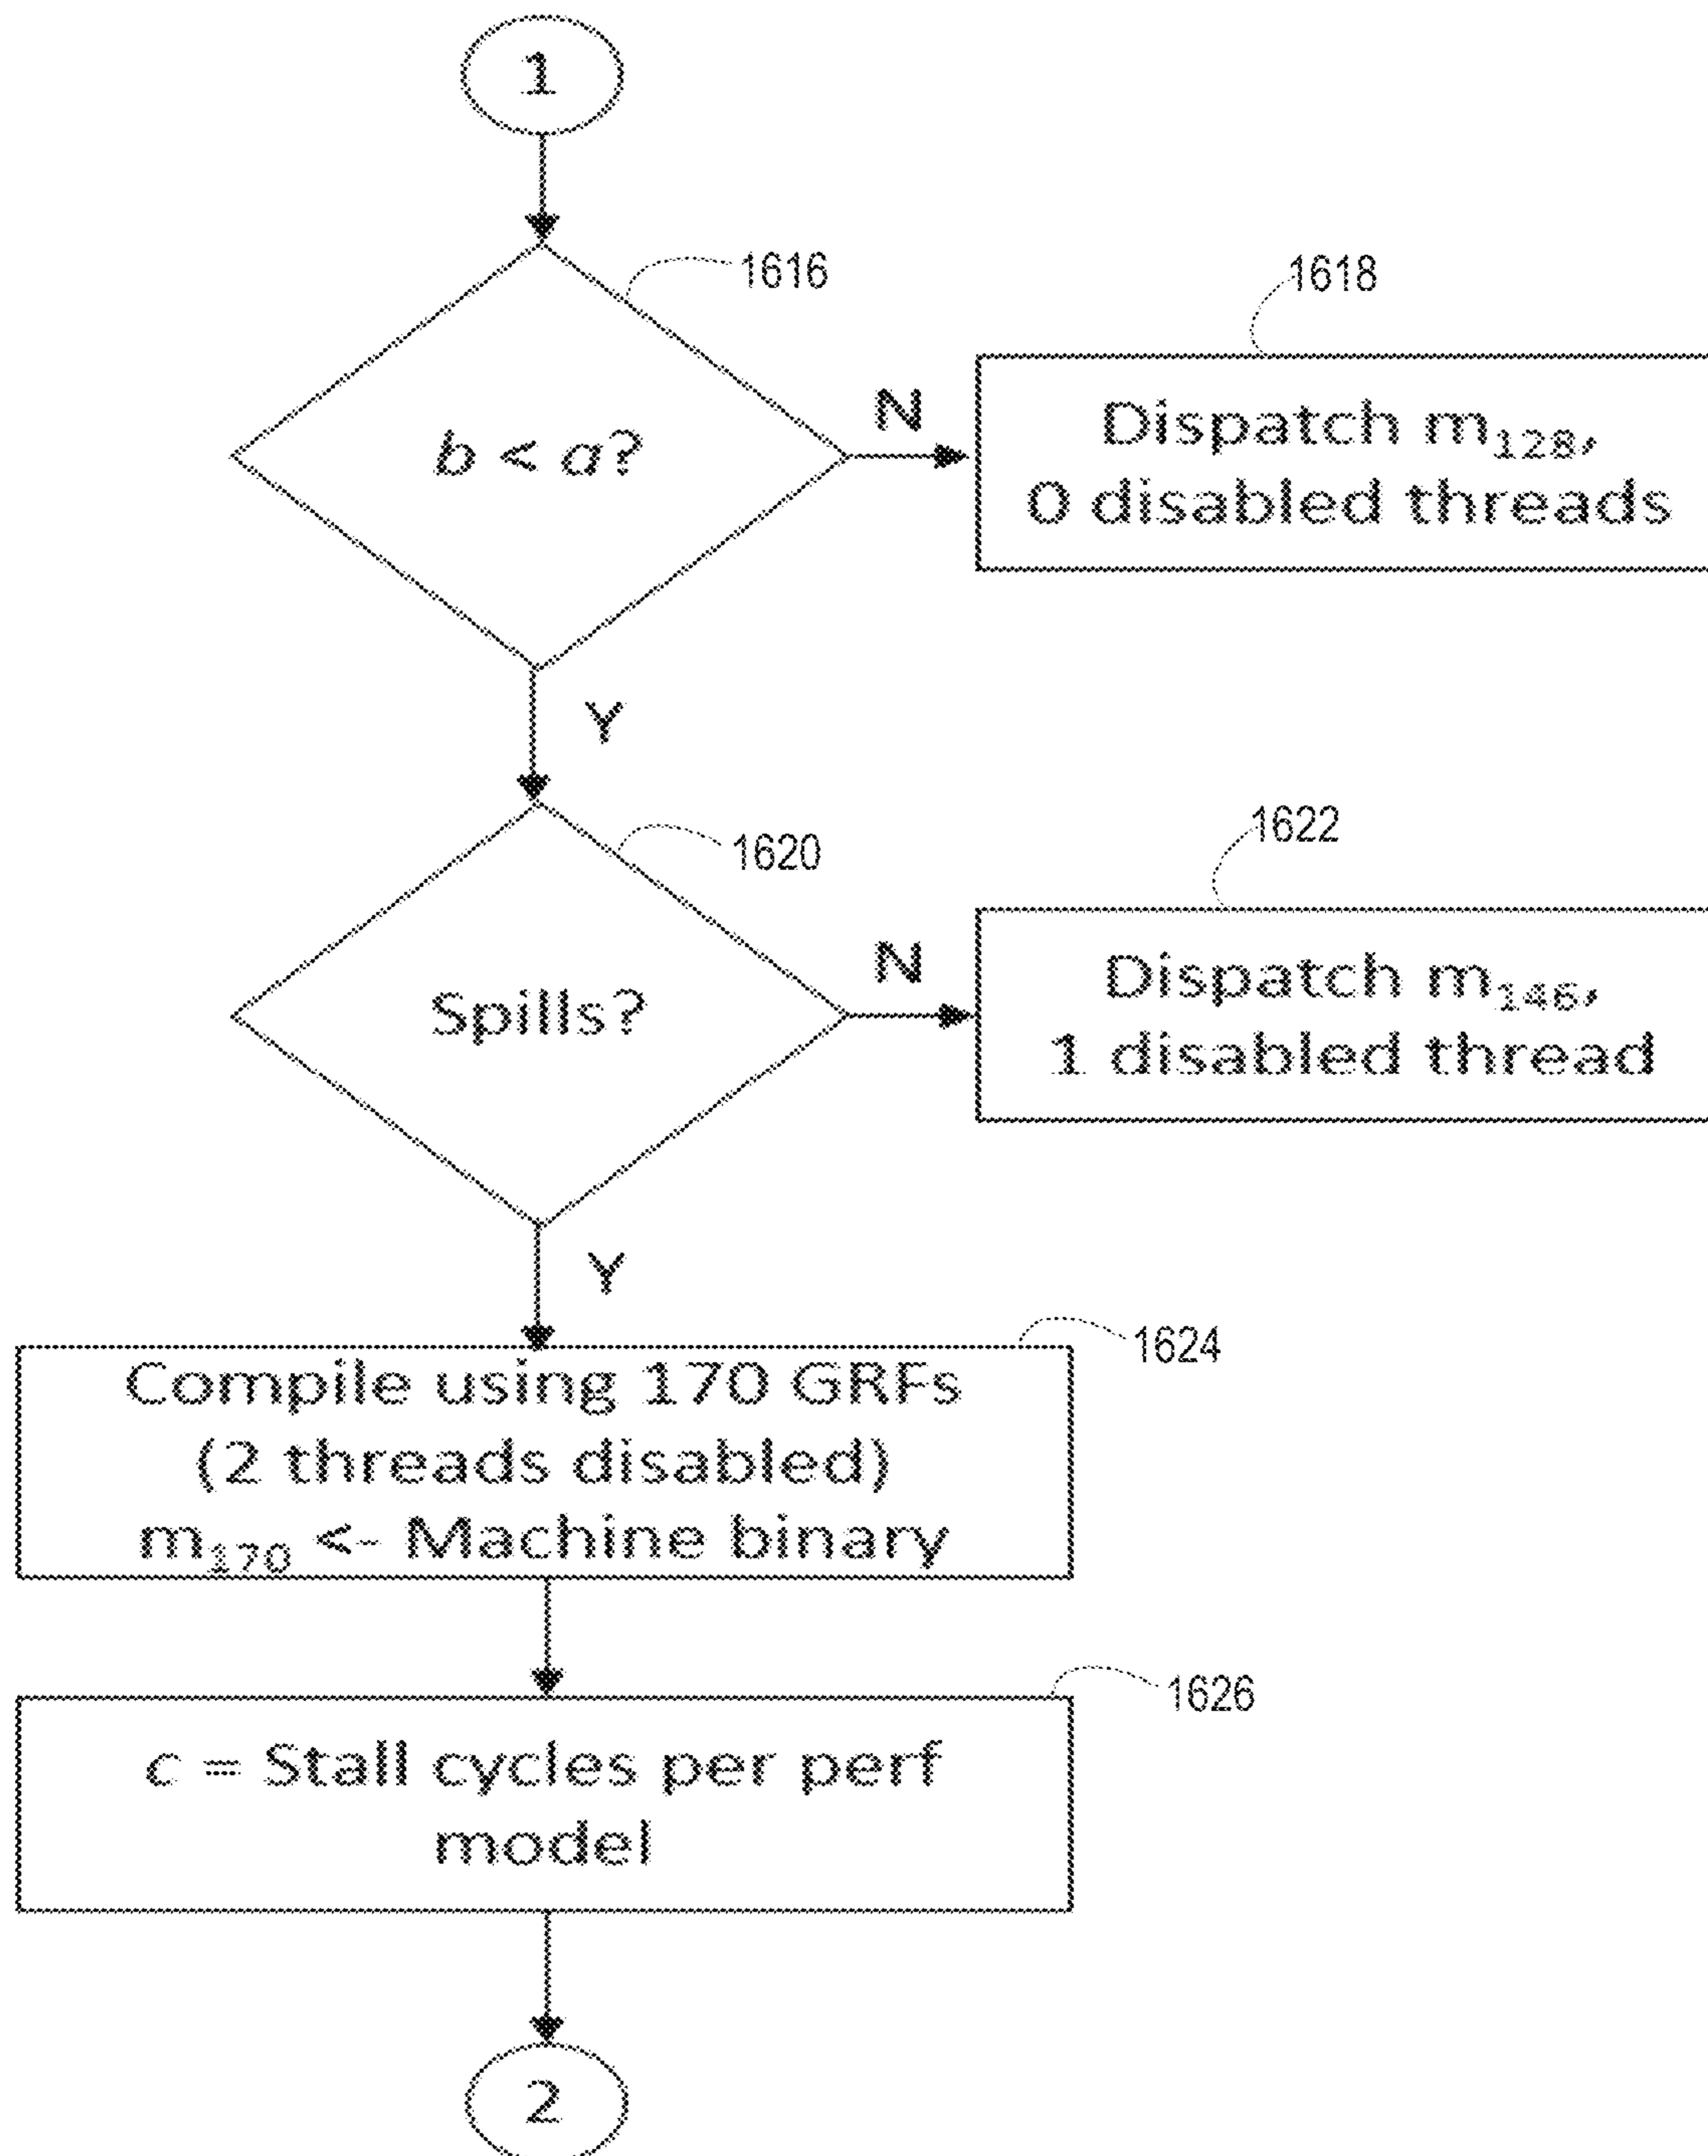 1
1616
b < a?
N
1618
Dispatch m128,
0 disabled threads
Y
1620
Spills?
N
1622
Dispatch m146,
1 disabled thread
Y
1624
Compile using 170 GRFs
(2 threads disabled)
m170 <- Machine binary
1626
c = Stall cycles per perf
model
2